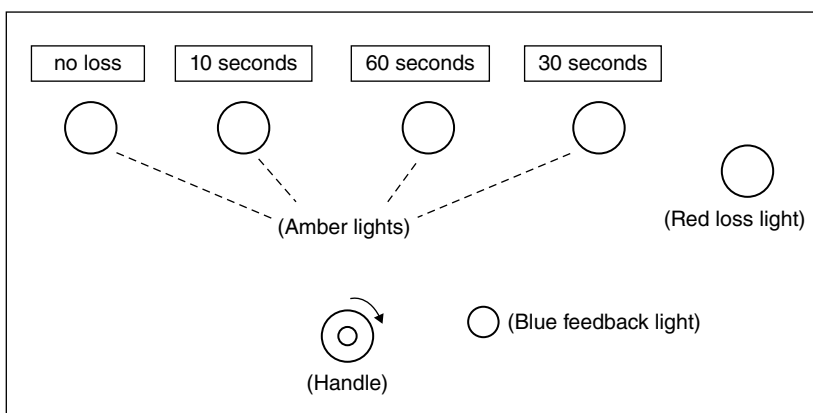 no loss
10 seconds
60 seconds
30 seconds
(Amber lights)
(Red loss light)
(Blue feedback light)
(Handle)